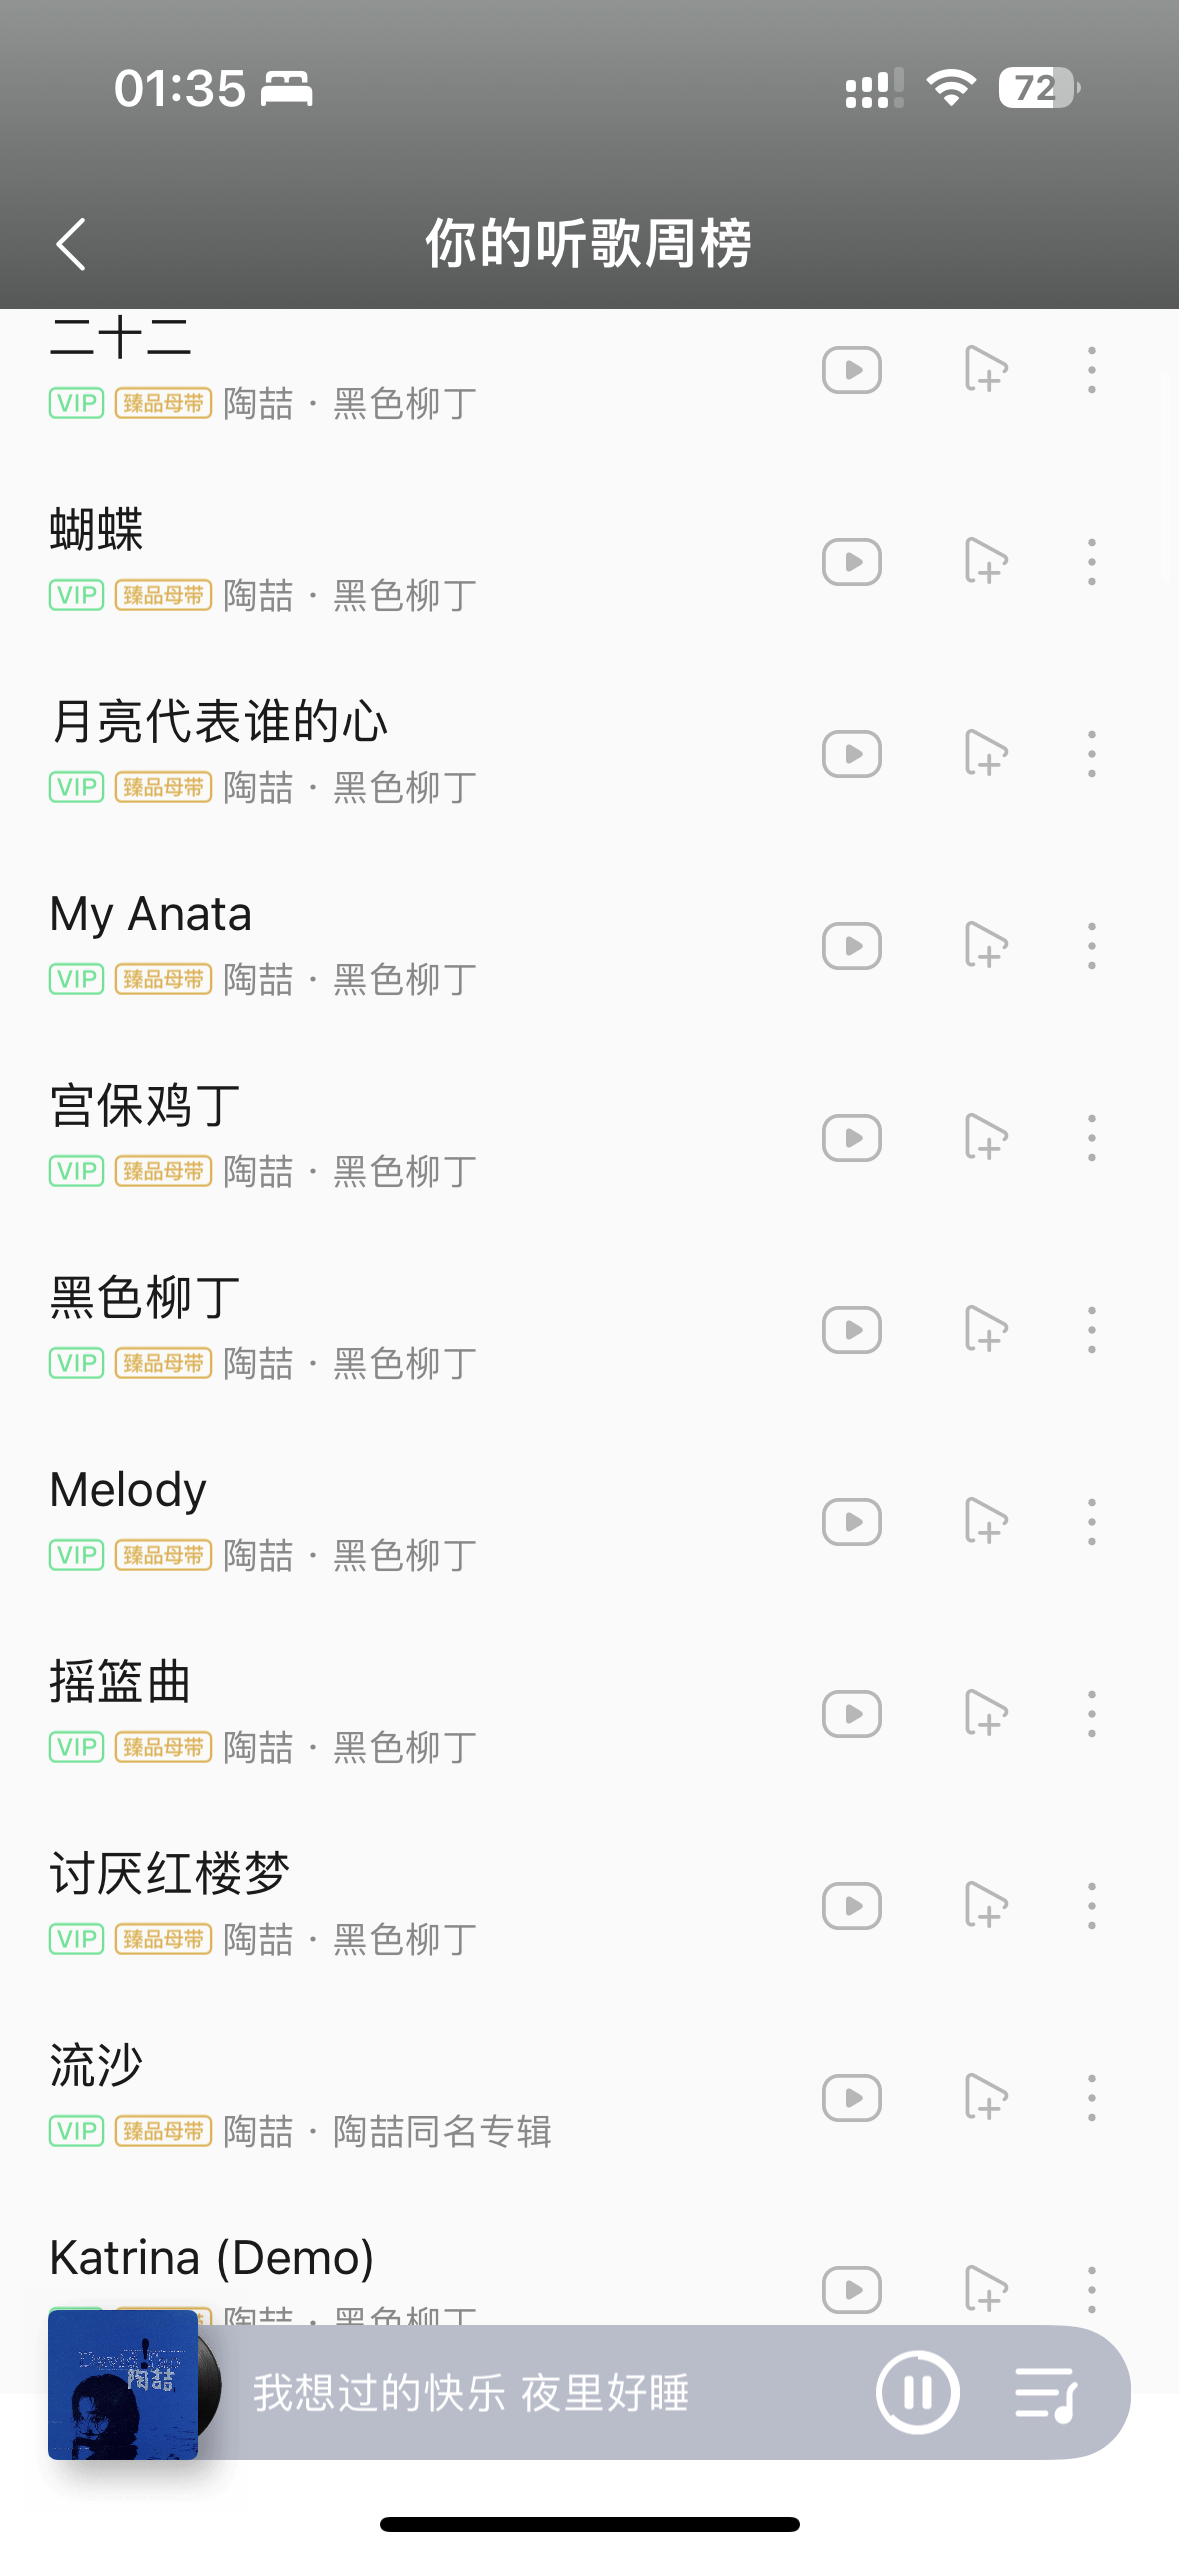 01:35
72
你的听歌周榜
二十二
VIP 臻品母带 陶喆 · 黑色柳丁
蝴蝶
VIP 臻品母带 陶喆 · 黑色柳丁
月亮代表谁的心
VIP 臻品母带 陶喆 · 黑色柳丁
My Anata
VIP 臻品母带 陶喆 · 黑色柳丁
宫保鸡丁
VIP 臻品母带 陶喆 · 黑色柳丁
黑色柳丁
VIP 臻品母带 陶喆 · 黑色柳丁
Melody
VIP 臻品母带 陶喆 · 黑色柳丁
摇篮曲
VIP 臻品母带 陶喆 · 黑色柳丁
讨厌红楼梦
VIP 臻品母带 陶喆 · 黑色柳丁
流沙
VIP 臻品母带 陶喆 · 陶喆同名专辑
Katrina (Demo)
陶喆 · 黑色柳丁
陶喆
我想过的快乐 夜里好睡